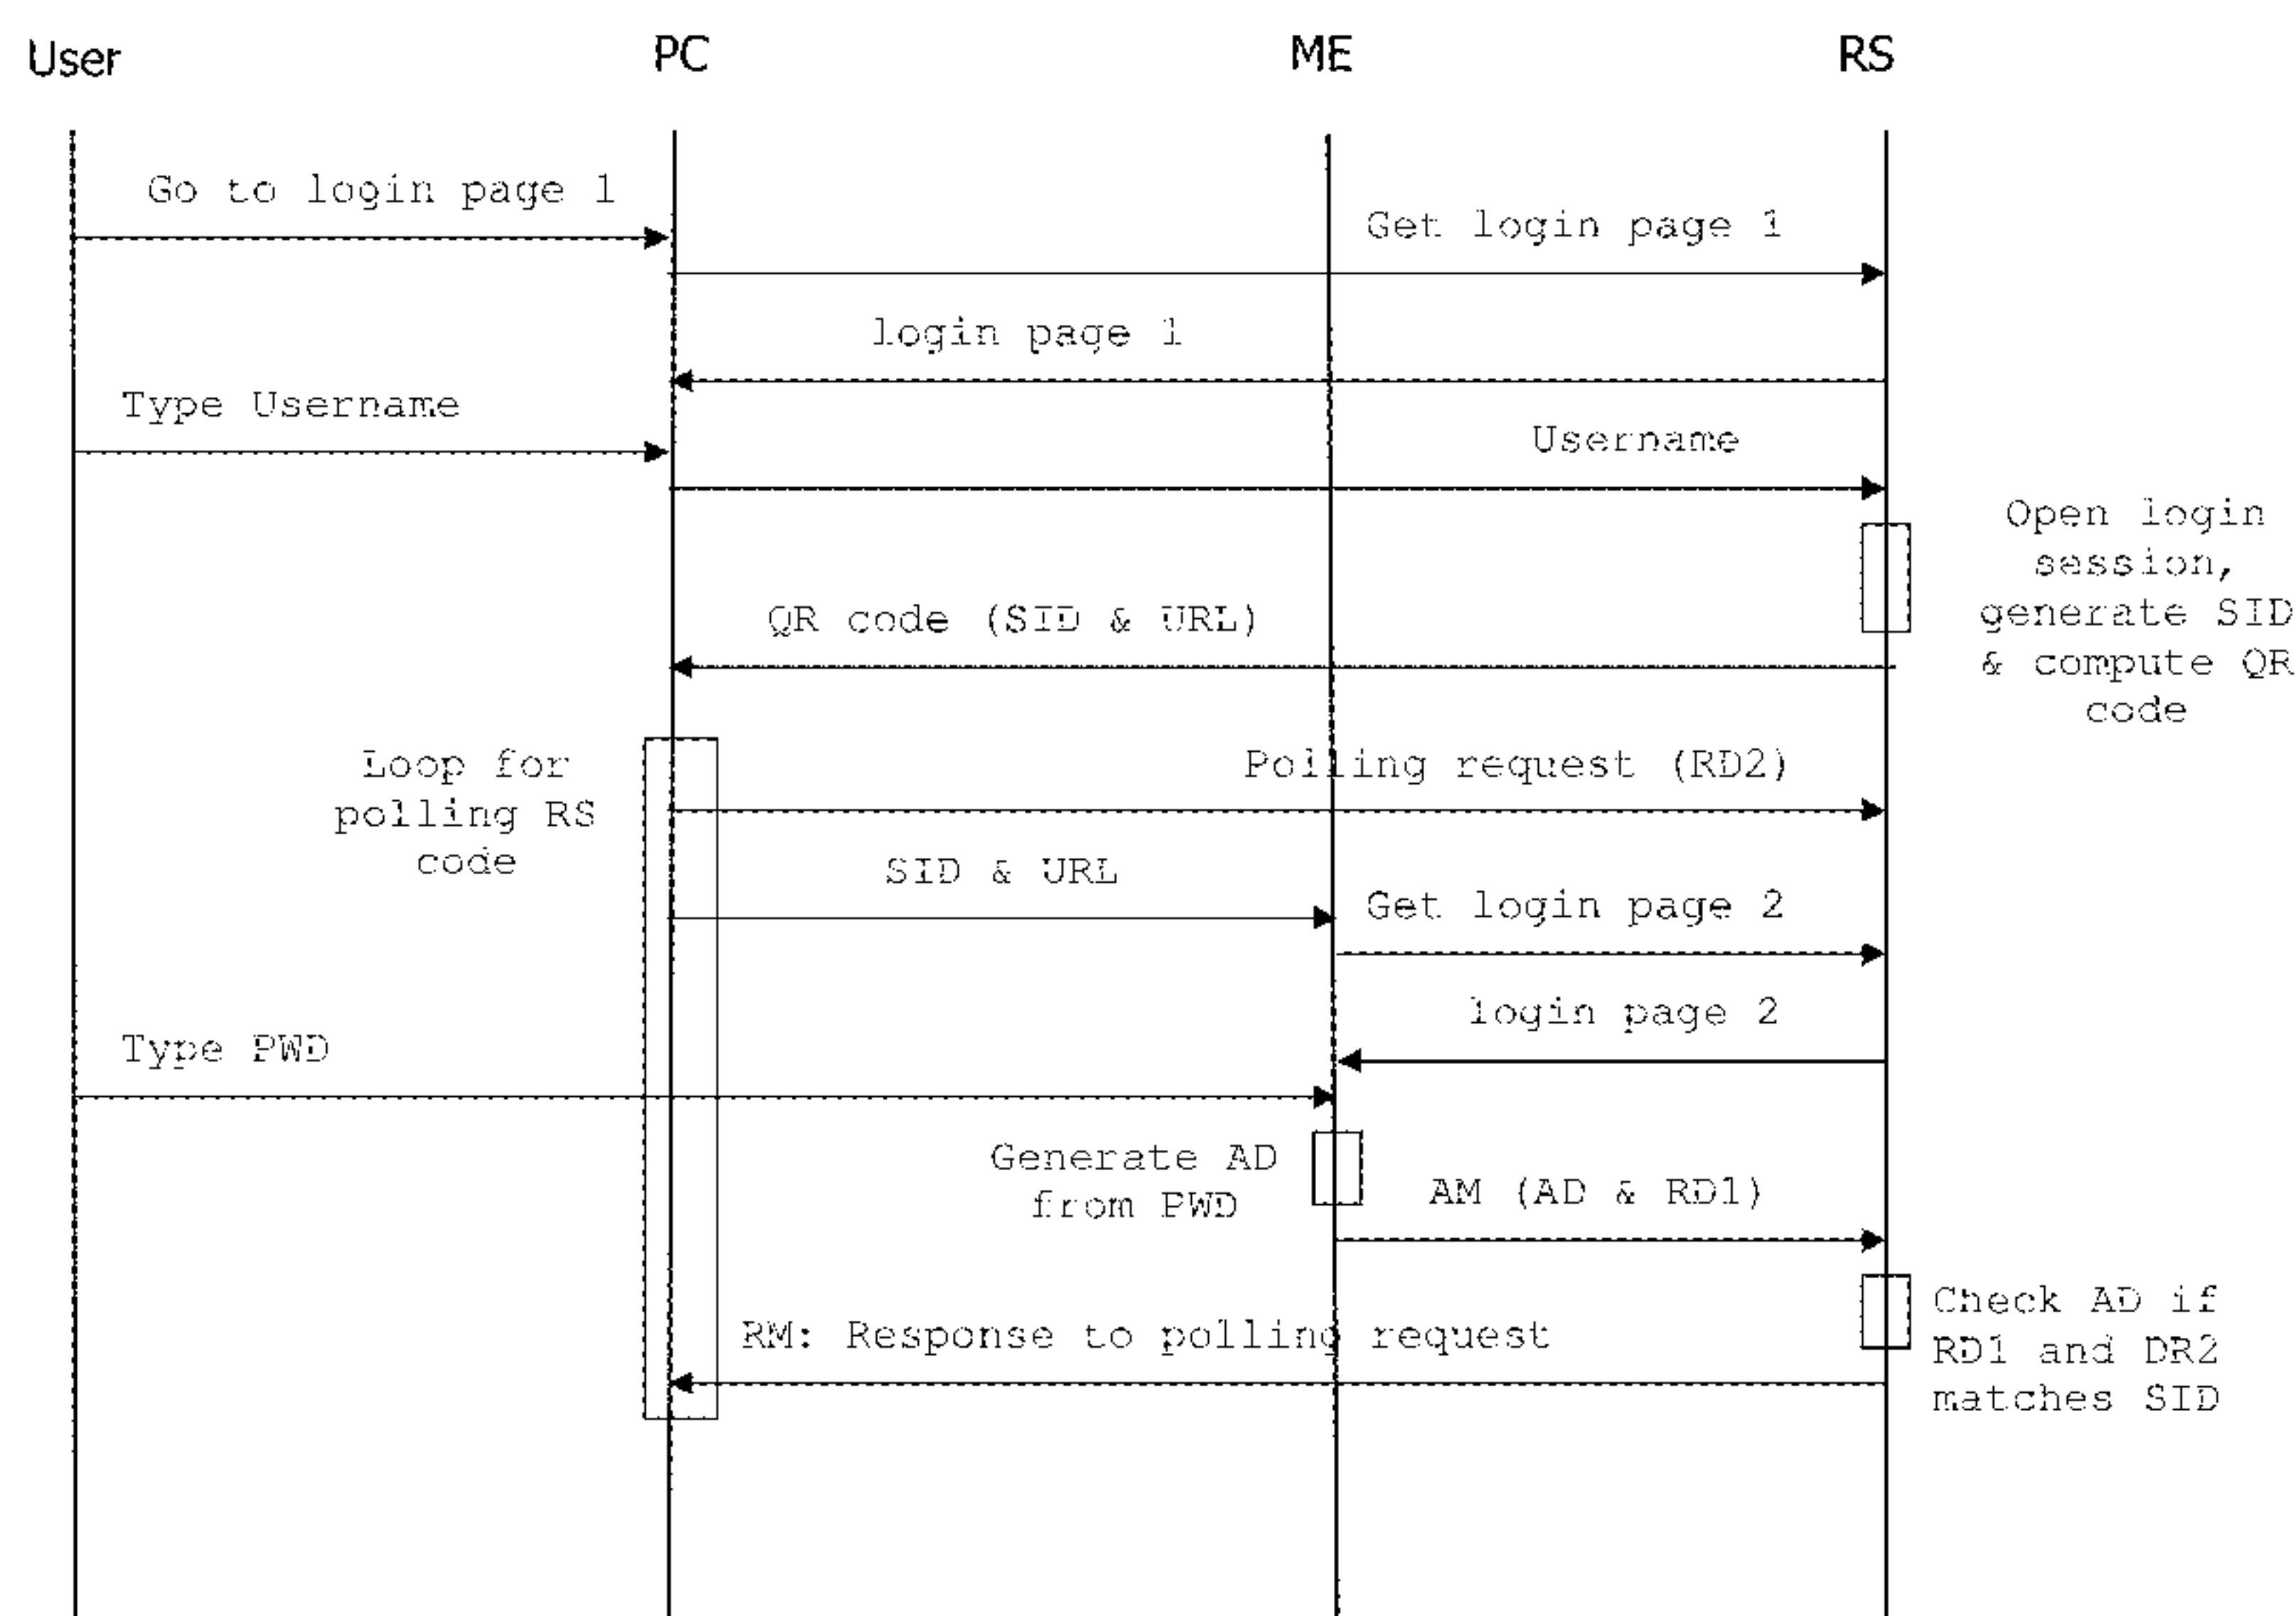 User
PC
ME
RS
Go to login page 1
Get login page 1
login page 1
Type Username
Username
Open login
session,
generate SID
& compute QR
code
QR code (SID & URL)
Loop for
polling RS
code
Polling request (RD2)
SID & URL
Get login page 2
login page 2
Type PWD
Generate AD
from PWD
AM (AD & RD1)
Check AD if
RD1 and DR2
matches SID
RM: Response to polling request